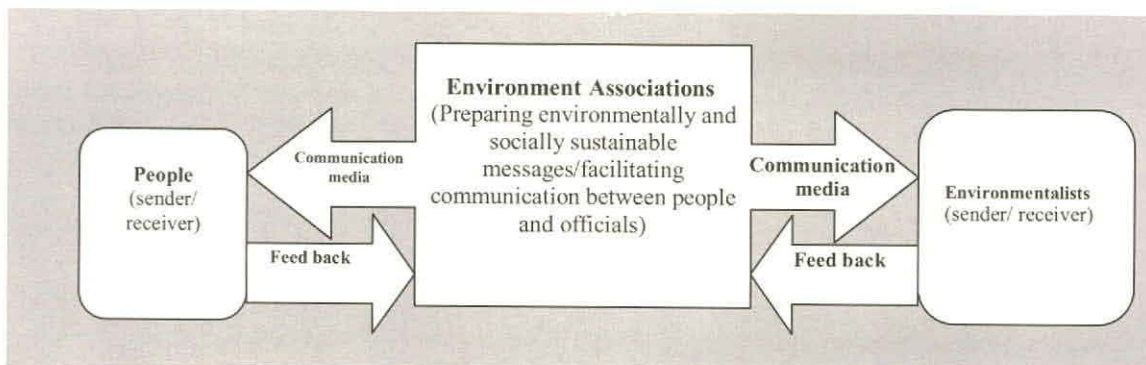 People
(sender/
receiver)
Communication
media
Feed back
Environment Associations
(Preparing environmentally and
socially sustainable
messages/facilitating
communication between people
and officials)
Communication
media
Feed back
Environmentalists
(sender/ receiver)